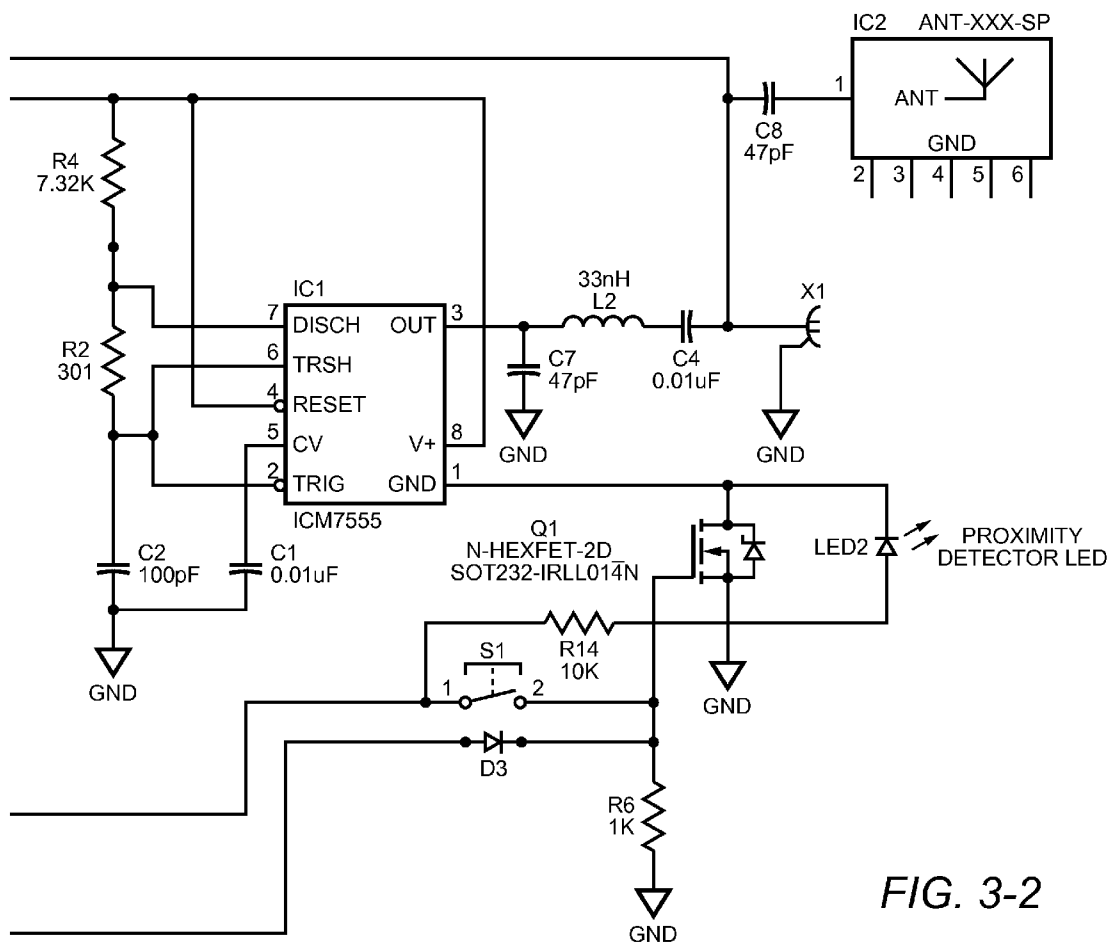 IC2 ANT-XXX-SP
1
ANT
GND
2 3 4 5 6
C8
47pF
R4
7.32K
33nH
L2
X1
IC1
7 DISCH OUT 3
6 TRSH
4 RESET
5 CV V+ 8
2 TRIG GND 1
ICM7555
R2
301
C7
47pF
C4
0.01uF
GND
GND
C2
100pF
C1
0.01uF
GND
Q1
N-HEXFET-2D_
SOT232-IRLL014N
LED2
PROXIMITY
DETECTOR LED
R14
10K
GND
S1
1 2
D3
R6
1K
GND
FIG. 3-2